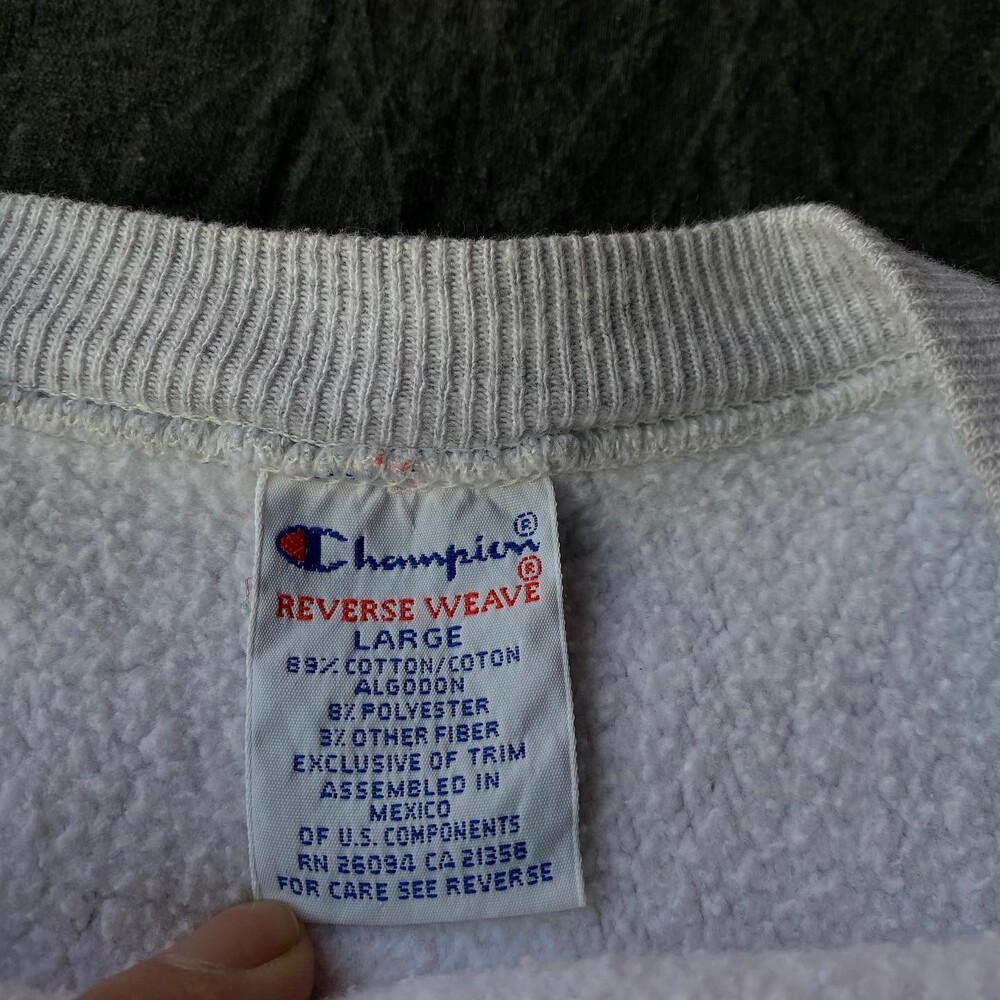 Champion®
REVERSE WEAVE®
LARGE
89% COTTON/COTON
ALGODON
8% POLYESTER
3% OTHER FIBER
EXCLUSIVE OF TRIM
ASSEMBLED IN
MEXICO
OF U.S. COMPONENTS
RN 26094 CA 21358
FOR CARE SEE REVERSE